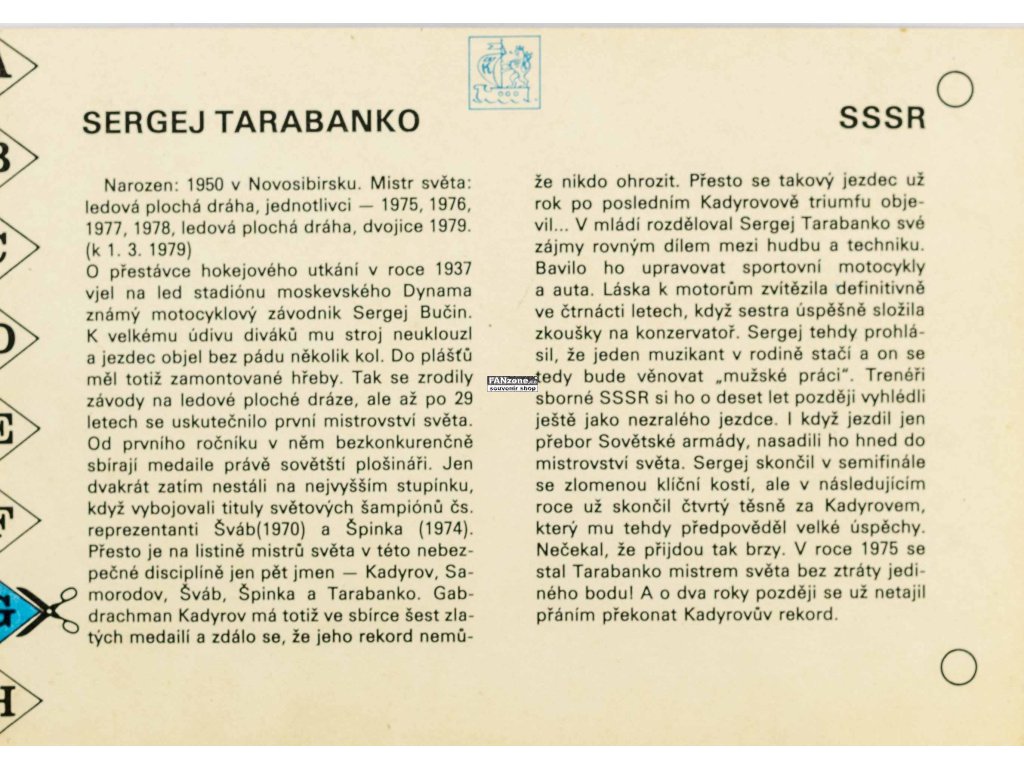 A
B
C
D
E
F
G
H
SERGEJ TARABANKO
SSSR
Narozen: 1950 v Novosibirsku. Mistr světa:
ledová plochá dráha, jednotlivci — 1975, 1976,
1977, 1978, ledová plochá dráha, dvojice 1979.
(k 1. 3. 1979)
O přestávce hokejového utkání v roce 1937
vjel na led stadiónu moskevského Dynama
známý motocyklový závodnik Sergej Bučin.
K velkému údivu diváků mu stroj neuklouzl
a jezdec objel bez pádu několik kol. Do plášťů
měl totiž zamontované hřeby. Tak se zrodily
závody na ledové ploché dráze, ale až po 29
letech se uskutečnilo první mistrovství světa.
Od prvního ročníku v něm bezkonkurenčně
sbírají medaile právě sovětští plošináři. Jen
dvakrát zatím nestáli na nejvyšším stupínku,
když vybojovali tituly světových šampiónů čs.
reprezentanti Šváb(1970) a Špinka (1974).
Přesto je na listině mistrů světa v této nebez-
pečné disciplíně jen pět jmen — Kadyrov, Sa-
morodov, Šváb, Špinka a Tarabanko. Gab-
drachman Kadyrov má totiž ve sbírce šest zla-
tých medailí a zdálo se, že jeho rekord nemů-
že nikdo ohrozit. Přesto se takový jezdec už
rok po posledním Kadyrovově triumfu obje-
vil... V mládí rozděloval Sergej Tarabanko své
zájmy rovným dílem mezi hudbu a techniku.
Bavilo ho upravovat sportovní motocykly
a auta. Láska k motorům zvítězila definitivně
ve čtrnácti letech, když sestra úspěšně složila
zkoušky na konzervatoř. Sergej tehdy prohlá-
sil, že jeden muzikant v rodině stačí a on se
tedy bude věnovat „mužské práci“. Trenéři
sborné SSSR si ho o deset let později vyhlédli
ještě jako nezralého jezdce. I když jezdil jen
přebor Sovětské armády, nasadili ho hned do
mistrovství světa. Sergej skončil v semifinále
se zlomenou klíční kostí, ale v následujícím
roce už skončil čtvrtý těsně za Kadyrovem,
který mu tehdy předpověděl velké úspěchy.
Nečekal, že přijdou tak brzy. V roce 1975 se
stal Tarabanko mistrem světa bez ztráty jedi-
ného bodu! A o dva roky později se už netajil
přáním překonat Kadyrovův rekord.
FANzone.cz
souvenir shop